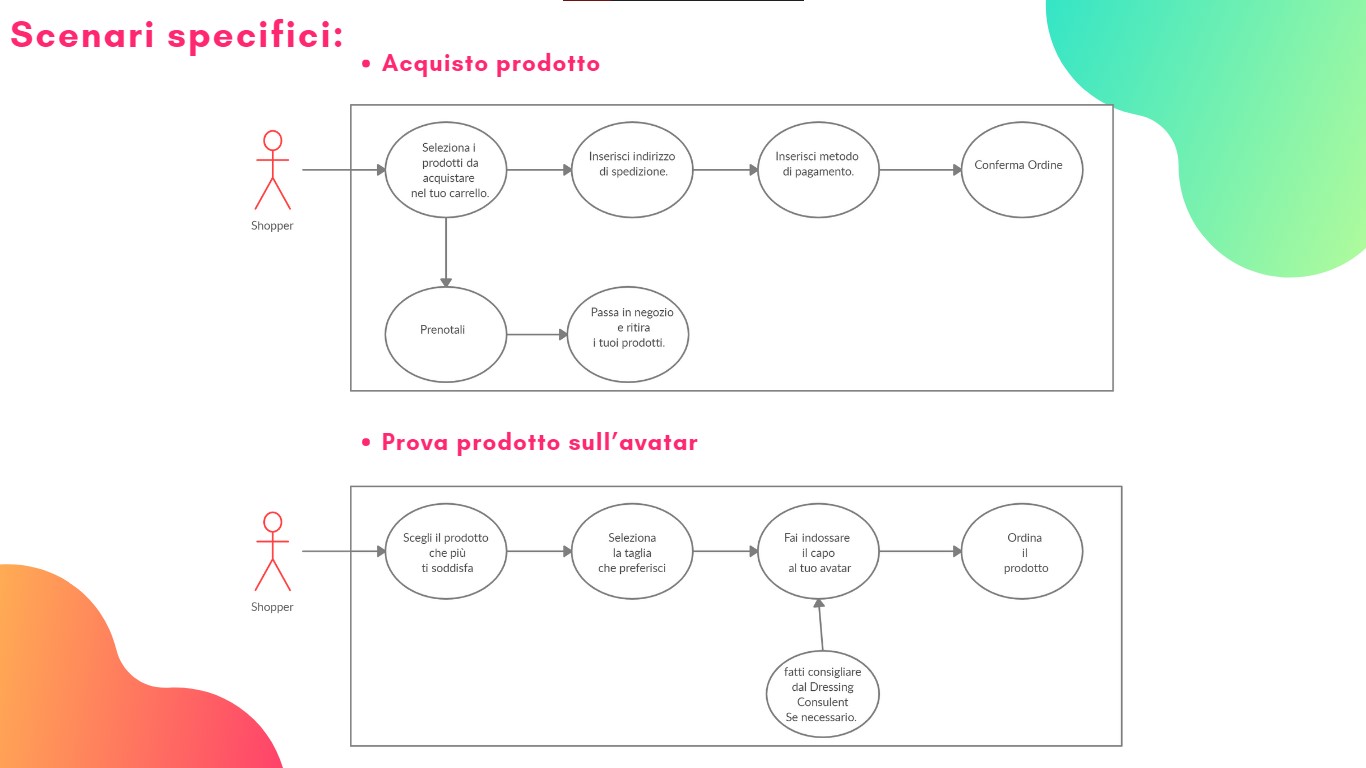 Scenari specifici:
• Acquisto prodotto
Shopper
Seleziona i
prodotti da
acquistare
nel tuo carrello.
Inserisci indirizzo
di spedizione.
Inserisci metodo
di pagamento.
Conferma Ordine
Prenotali
Passa in negozio
e ritira
i tuoi prodotti.
• Prova prodotto sull'avatar
Shopper
Scegli il prodotto
che più
ti soddisfa
Seleziona
la taglia
che preferisci
Fai indossare
il capo
al tuo avatar
Ordina
il
prodotto
fatti consigliare
dal Dressing
Consulent
Se necessario.